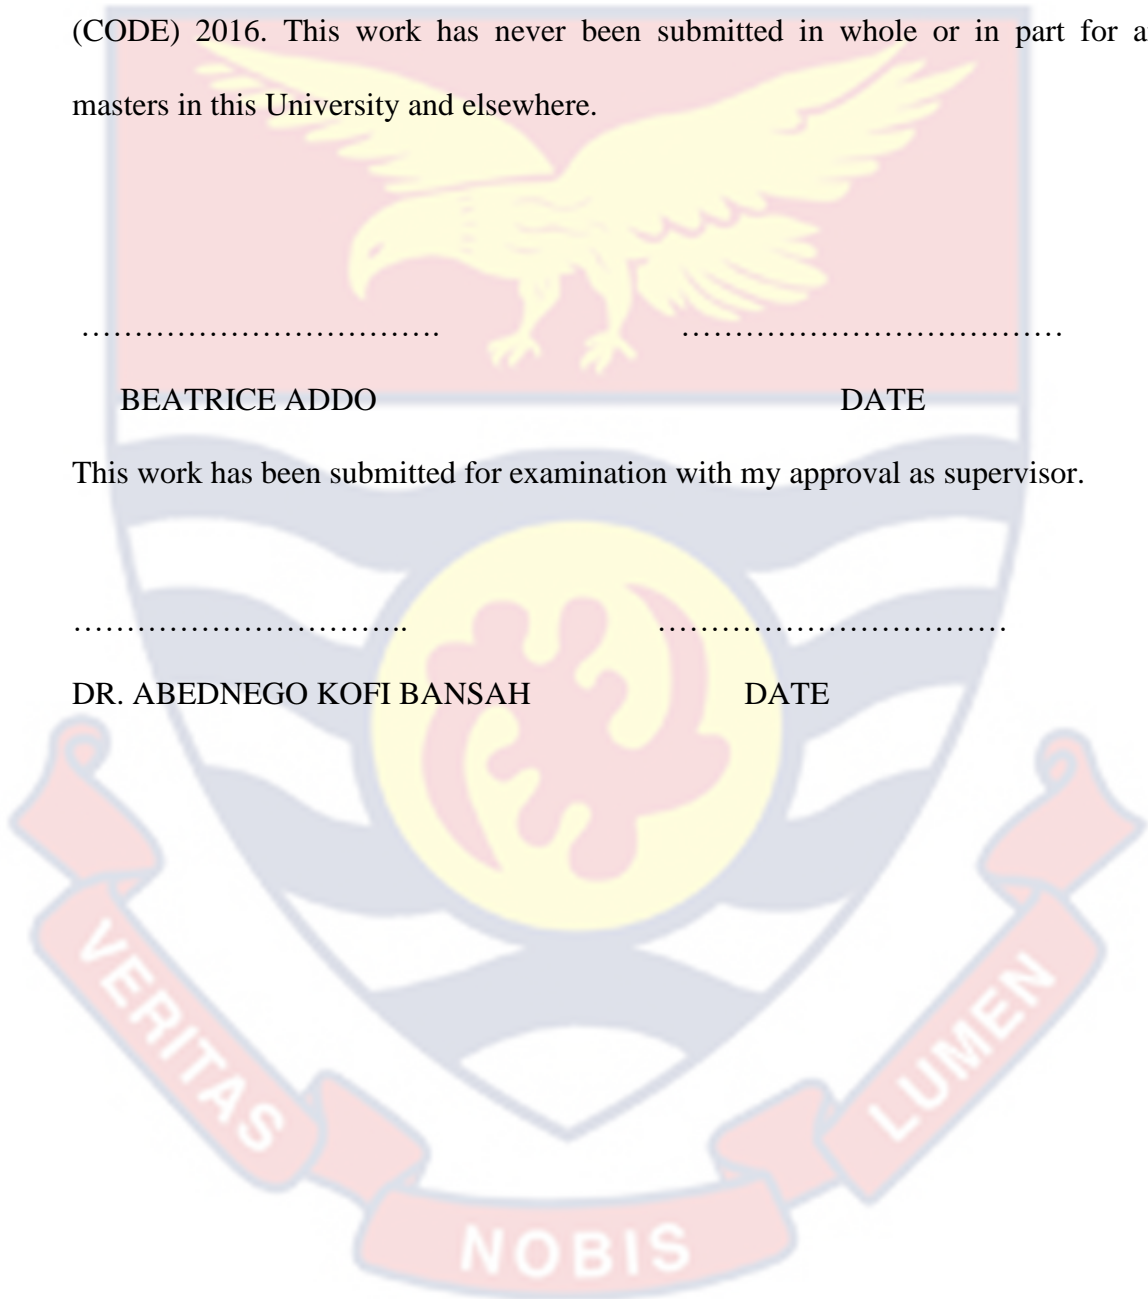 (CODE) 2016. This work has never been submitted in whole or in part for a
masters in this University and elsewhere.
………………………………. ………………………………
BEATRICE ADDO DATE
This work has been submitted for examination with my approval as supervisor.
………………………….. ……………………………
DR. ABEDNEGO KOFI BANSAH DATE
VERITAS
NOBIS
LUMEN